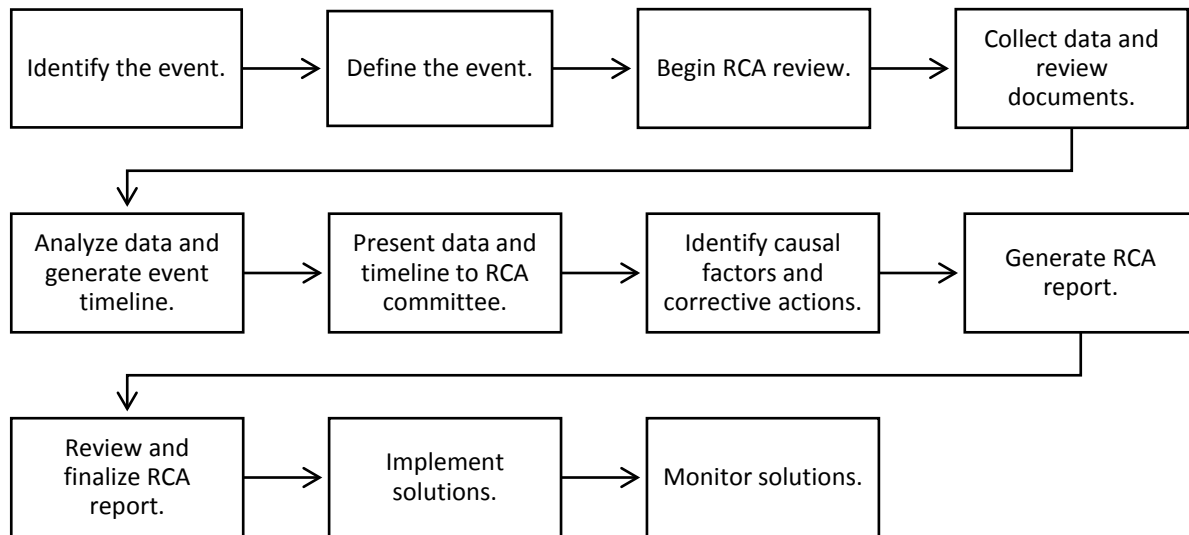 Identify the event.
Define the event.
Begin RCA review.
Collect data and
review
documents.
Analyze data and
generate event
timeline.
Present data and
timeline to RCA
committee.
Identify causal
factors and
corrective actions.
Generate RCA
report.
Review and
finalize RCA
report.
Implement
solutions.
Monitor solutions.